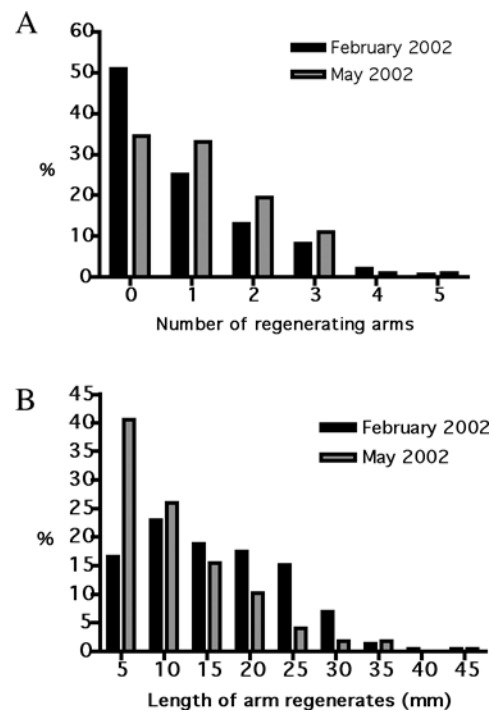 A
60
50
40
30
20
10
0
%
February 2002
May 2002
0 1 2 3 4 5
Number of regenerating arms
B
45
40
35
30
25
20
15
10
5
0
%
February 2002
May 2002
5 10 15 20 25 30 35 40 45
Length of arm regenerates (mm)